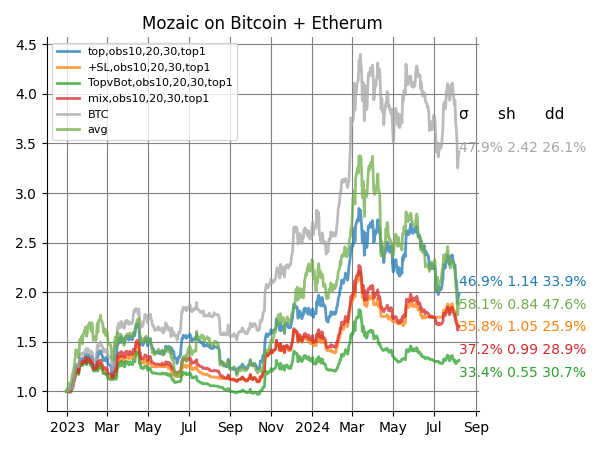 Mozaic on Bitcoin + Etherum
4.5
4.0
3.5
3.0
2.5
2.0
1.5
1.0
top,obs10,20,30,top1
+SL,obs10,20,30,top1
TopvBot,obs10,20,30,top1
mix,obs10,20,30,top1
BTC
avg
σ sh dd
47.9% 2.42 26.1%
46.9% 1.14 33.9%
58.1% 0.84 47.6%
35.8% 1.05 25.9%
37.2% 0.99 28.9%
33.4% 0.55 30.7%
2023 Mar May Jul Sep Nov 2024 Mar May Jul Sep